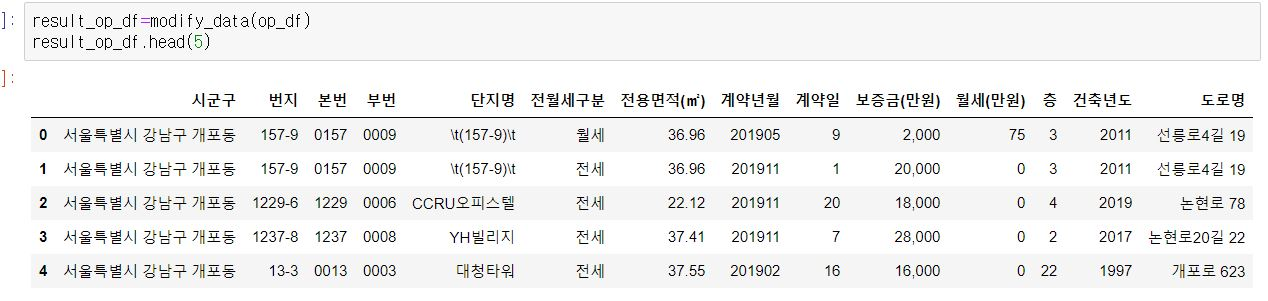 ]: result_op_df=modify_data(op_df)
result_op_df.head(5)
]:
시군구 번지 본번 부번 단지명 전월세구분 전용면적(㎡) 계약년월 계약일 보증금(만원) 월세(만원) 층 건축년도 도로명
0 서울특별시 강남구 개포동 157-9 0157 0009 \t(157-9)\t 월세 36.96 201905 9 2,000 75 3 2011 선릉로4길 19
1 서울특별시 강남구 개포동 157-9 0157 0009 \t(157-9)\t 전세 36.96 201911 1 20,000 0 3 2011 선릉로4길 19
2 서울특별시 강남구 개포동 1229-6 1229 0006 CCRU오피스텔 전세 22.12 201911 20 18,000 0 4 2019 논현로 78
3 서울특별시 강남구 개포동 1237-8 1237 0008 YH빌리지 전세 37.41 201911 7 28,000 0 2 2017 논현로20길 22
4 서울특별시 강남구 개포동 13-3 0013 0003 대청타워 전세 37.55 201902 16 16,000 0 22 1997 개포로 623